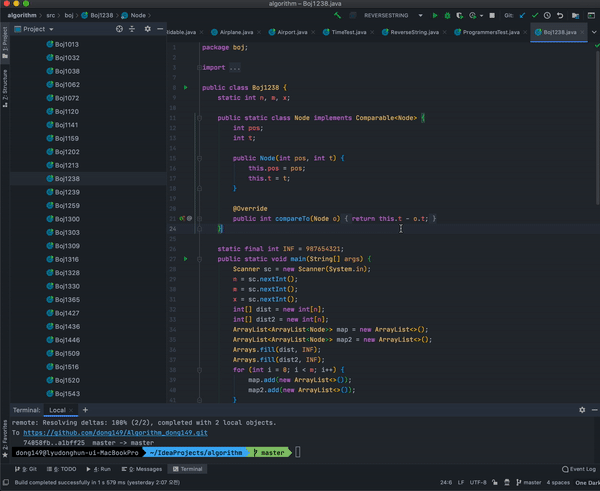 algorithm – Boj1238.java
algorithm › src › boj › Boj1238.java › Node
REVERSESTRING
Git:
Project
ldable.java
Airplane.java
Airport.java
TimeTest.java
ReverseString.java
ProgrammersTest.java
Boj1238.java
1: Project
7: Structure
2: Favorites
Boj1013
Boj1032
Boj1038
Boj1062
Boj1072
Boj1120
Boj1141
Boj1159
Boj1202
Boj1213
Boj1238
Boj1239
Boj1259
Boj1300
Boj1303
Boj1309
Boj1316
Boj1328
Boj1330
Boj1365
Boj1427
Boj1436
Boj1446
Boj1509
Boj1516
Boj1520
Boj1543
package boj;
import ...
public class Boj1238 {
static int n, m, x;
public static class Node implements Comparable<Node> {
int pos;
int t;
public Node(int pos, int t) {
this.pos = pos;
this.t = t;
}
@Override
public int compareTo(Node o) { return this.t - o.t; }
}
static final int INF = 987654321;
public static void main(String[] args) {
Scanner sc = new Scanner(System.in);
n = sc.nextInt();
m = sc.nextInt();
x = sc.nextInt();
int[] dist = new int[n];
int[] dist2 = new int[n];
ArrayList<ArrayList<Node>> map = new ArrayList<>();
ArrayList<ArrayList<Node>> map2 = new ArrayList<>();
Arrays.fill(dist, INF);
Arrays.fill(dist2, INF);
for (int i = 0; i < m; i++) {
map.add(new ArrayList<>());
map2.add(new ArrayList<>());
}
Terminal: Local × +
remote: Resolving deltas: 100% (2/2), completed with 2 local objects.
To https://github.com/dong149/Algorithm_dong149.git
74058fb..a1bff25 master -> master
dong149@lyudonghun-ui-MacBookPro ~/IdeaProjects/algorithm master
9: Git
6: TODO
4: Run
0: Messages
Terminal
Event Log
Build completed successfully in 1 s 579 ms (yesterday 2:07 오전)
24:6 LF UTF-8 master 4 spaces One Dark